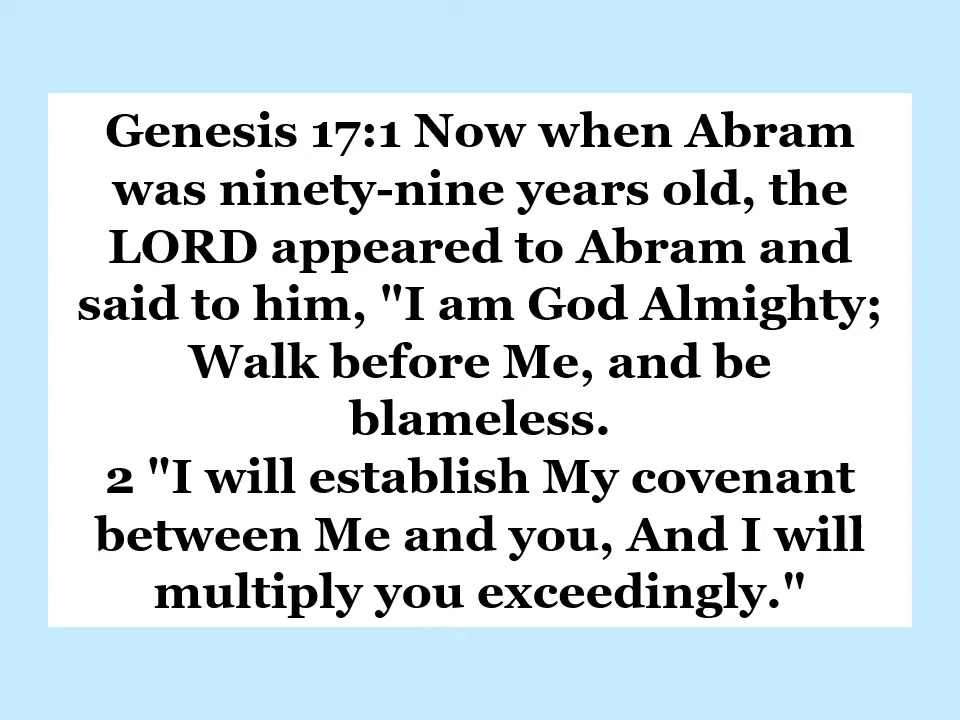 Genesis 17:1 Now when Abram
was ninety-nine years old, the
LORD appeared to Abram and
said to him, "I am God Almighty;
Walk before Me, and be
blameless.
2 "I will establish My covenant
between Me and you, And I will
multiply you exceedingly."